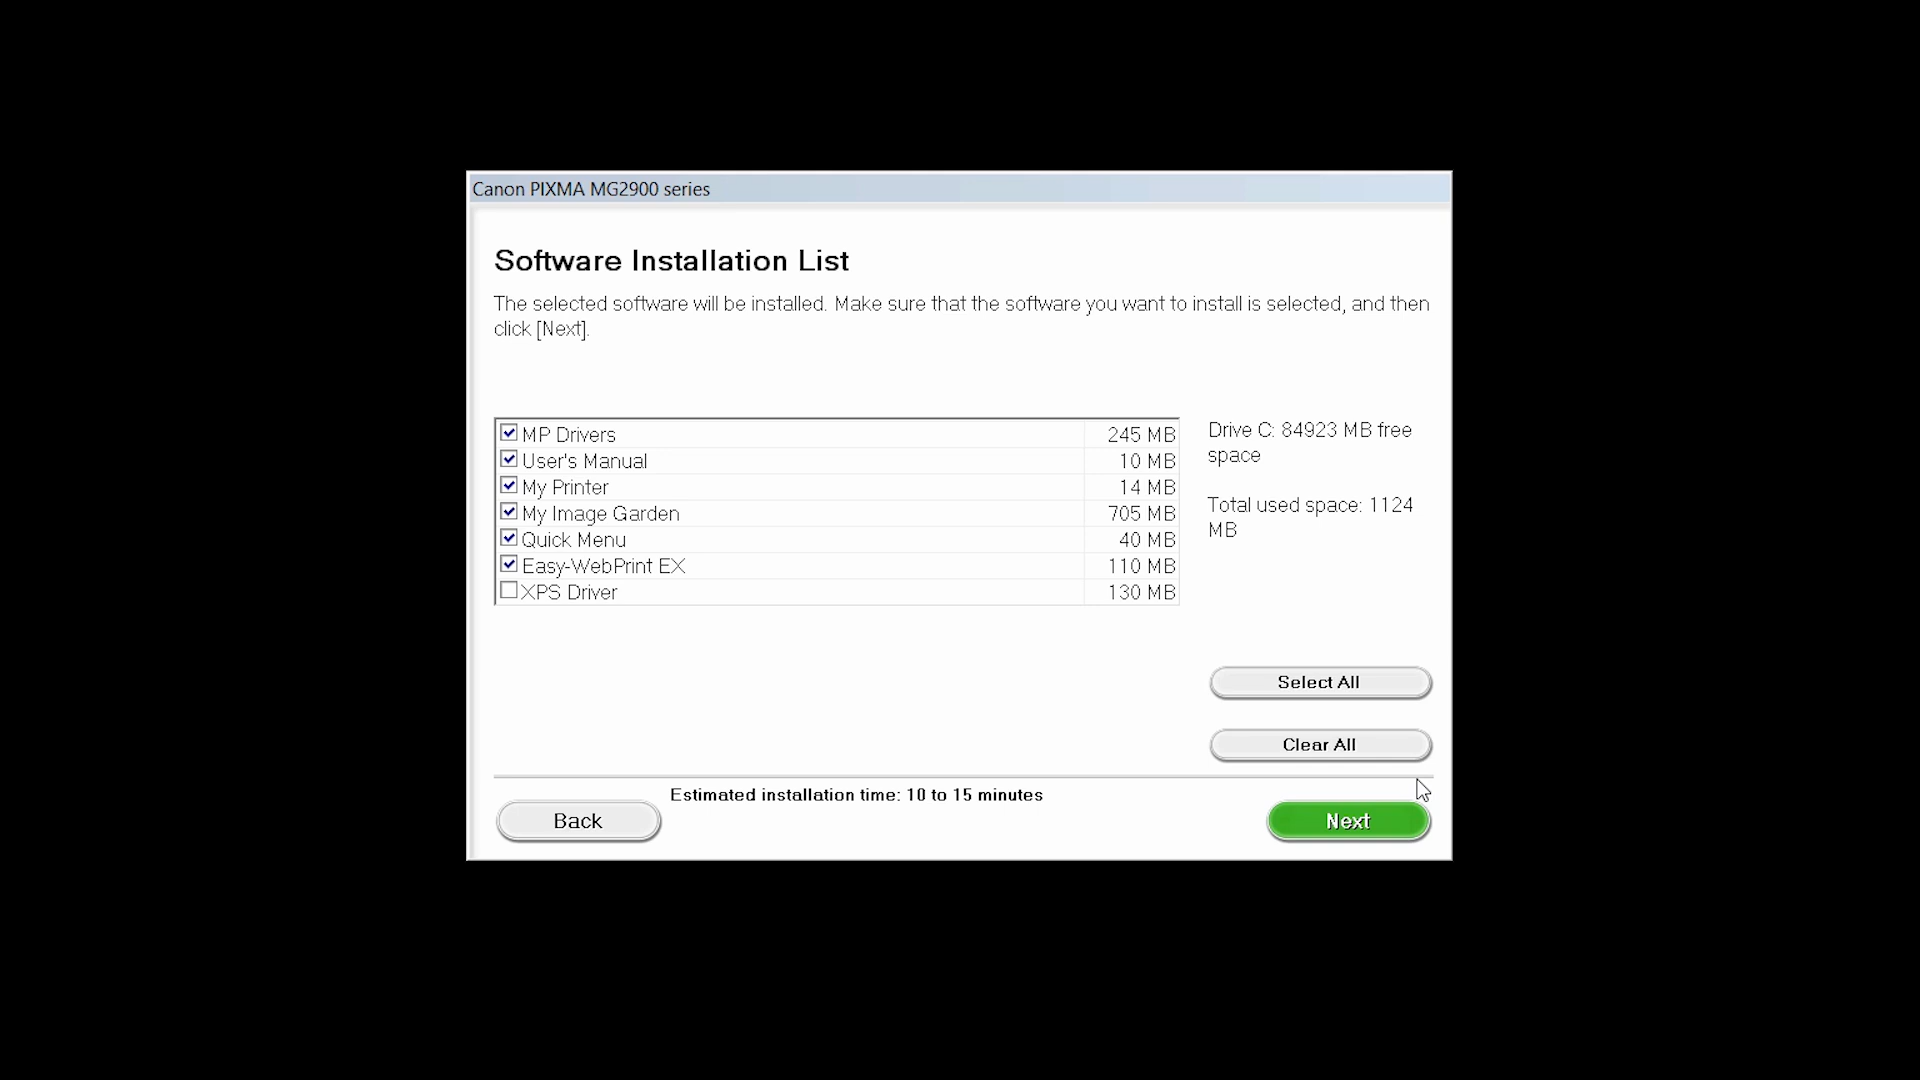 Canon PIXMA MG2900 series
Software Installation List
The selected software will be installed. Make sure that the software you want to install is selected, and then
click [Next].
MP Drivers 245 MB
User's Manual 10 MB
My Printer 14 MB
My Image Garden 705 MB
Quick Menu 40 MB
Easy-WebPrint EX 110 MB
XPS Driver 130 MB
Drive C: 84923 MB free
space
Total used space: 1124
MB
Select All
Clear All
Estimated installation time: 10 to 15 minutes
Back
Next